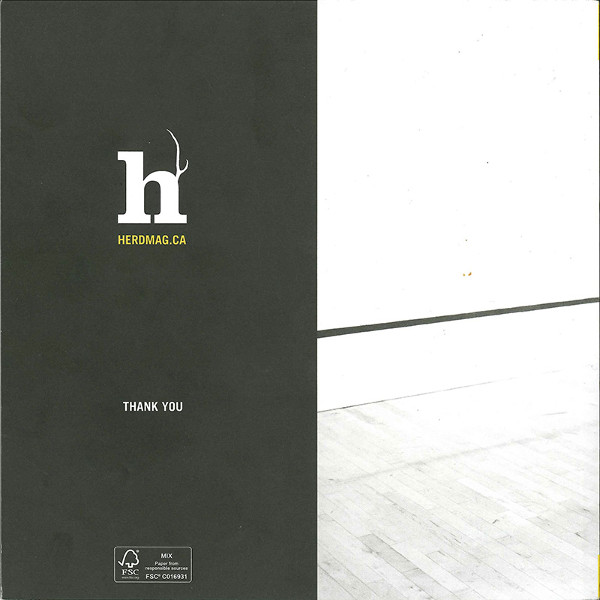 h
HERDMAG.CA
THANK YOU
FSC
MIX
Paper from
responsible sources
FSC® C016931